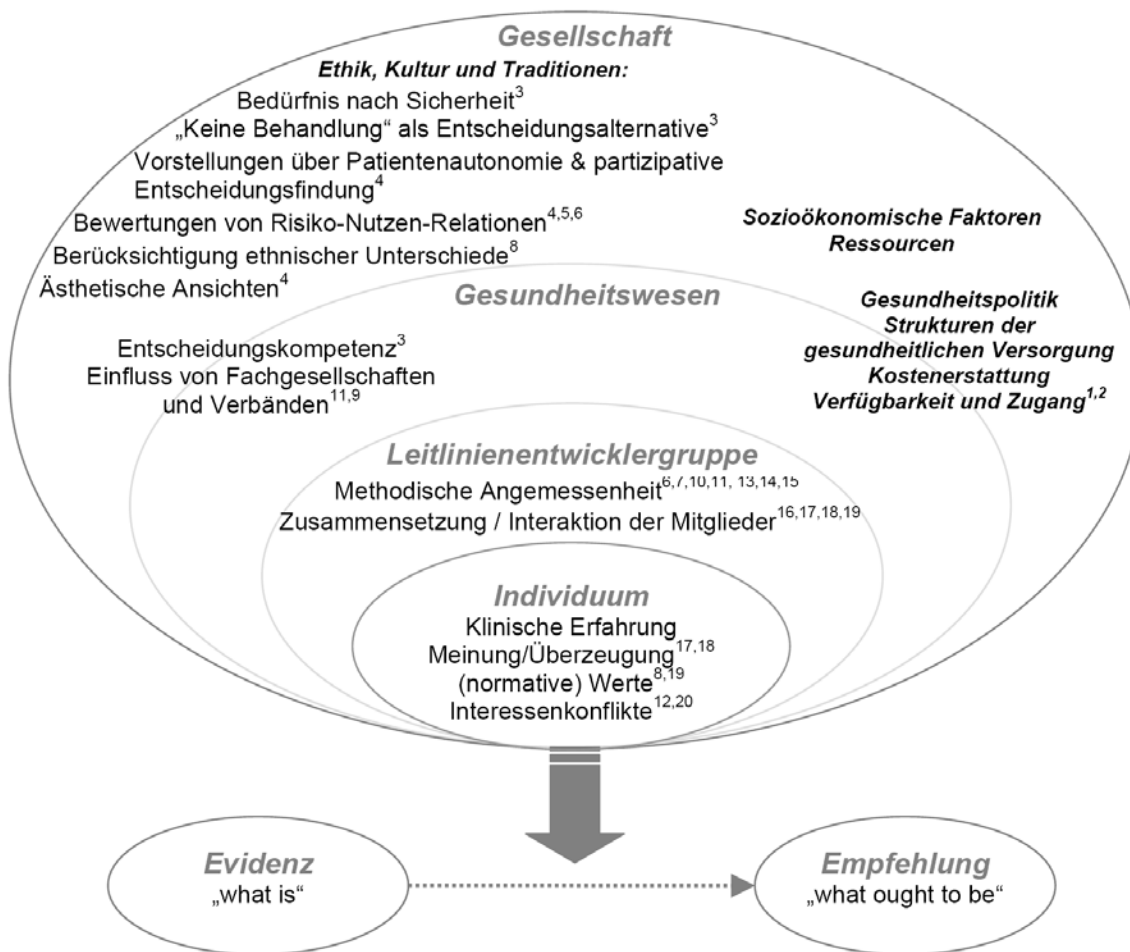 Gesellschaft
Ethik, Kultur und Traditionen:
Bedürfnis nach Sicherheit3
„Keine Behandlung“ als Entscheidungsalternative3
Vorstellungen über Patientenautonomie & partizipative
Entscheidungsfindung4
Bewertungen von Risiko-Nutzen-Relationen4,5,6
Berücksichtigung ethnischer Unterschiede8
Ästhetische Ansichten4
Sozioökonomische Faktoren
Ressourcen
Gesundheitswesen
Entscheidungskompetenz3
Einfluss von Fachgesellschaften
und Verbänden11,9
Gesundheitspolitik
Strukturen der
gesundheitlichen Versorgung
Kostenerstattung
Verfügbarkeit und Zugang1,2
Leitlinienentwicklergruppe
Methodische Angemessenheit6,7,10,11, 13,14,15
Zusammensetzung / Interaktion der Mitglieder16,17,18,19
Individuum
Klinische Erfahrung
Meinung/Überzeugung17,18
(normative) Werte8,19
Interessenkonflikte12,20
Evidenz
„what is“
Empfehlung
„what ought to be“